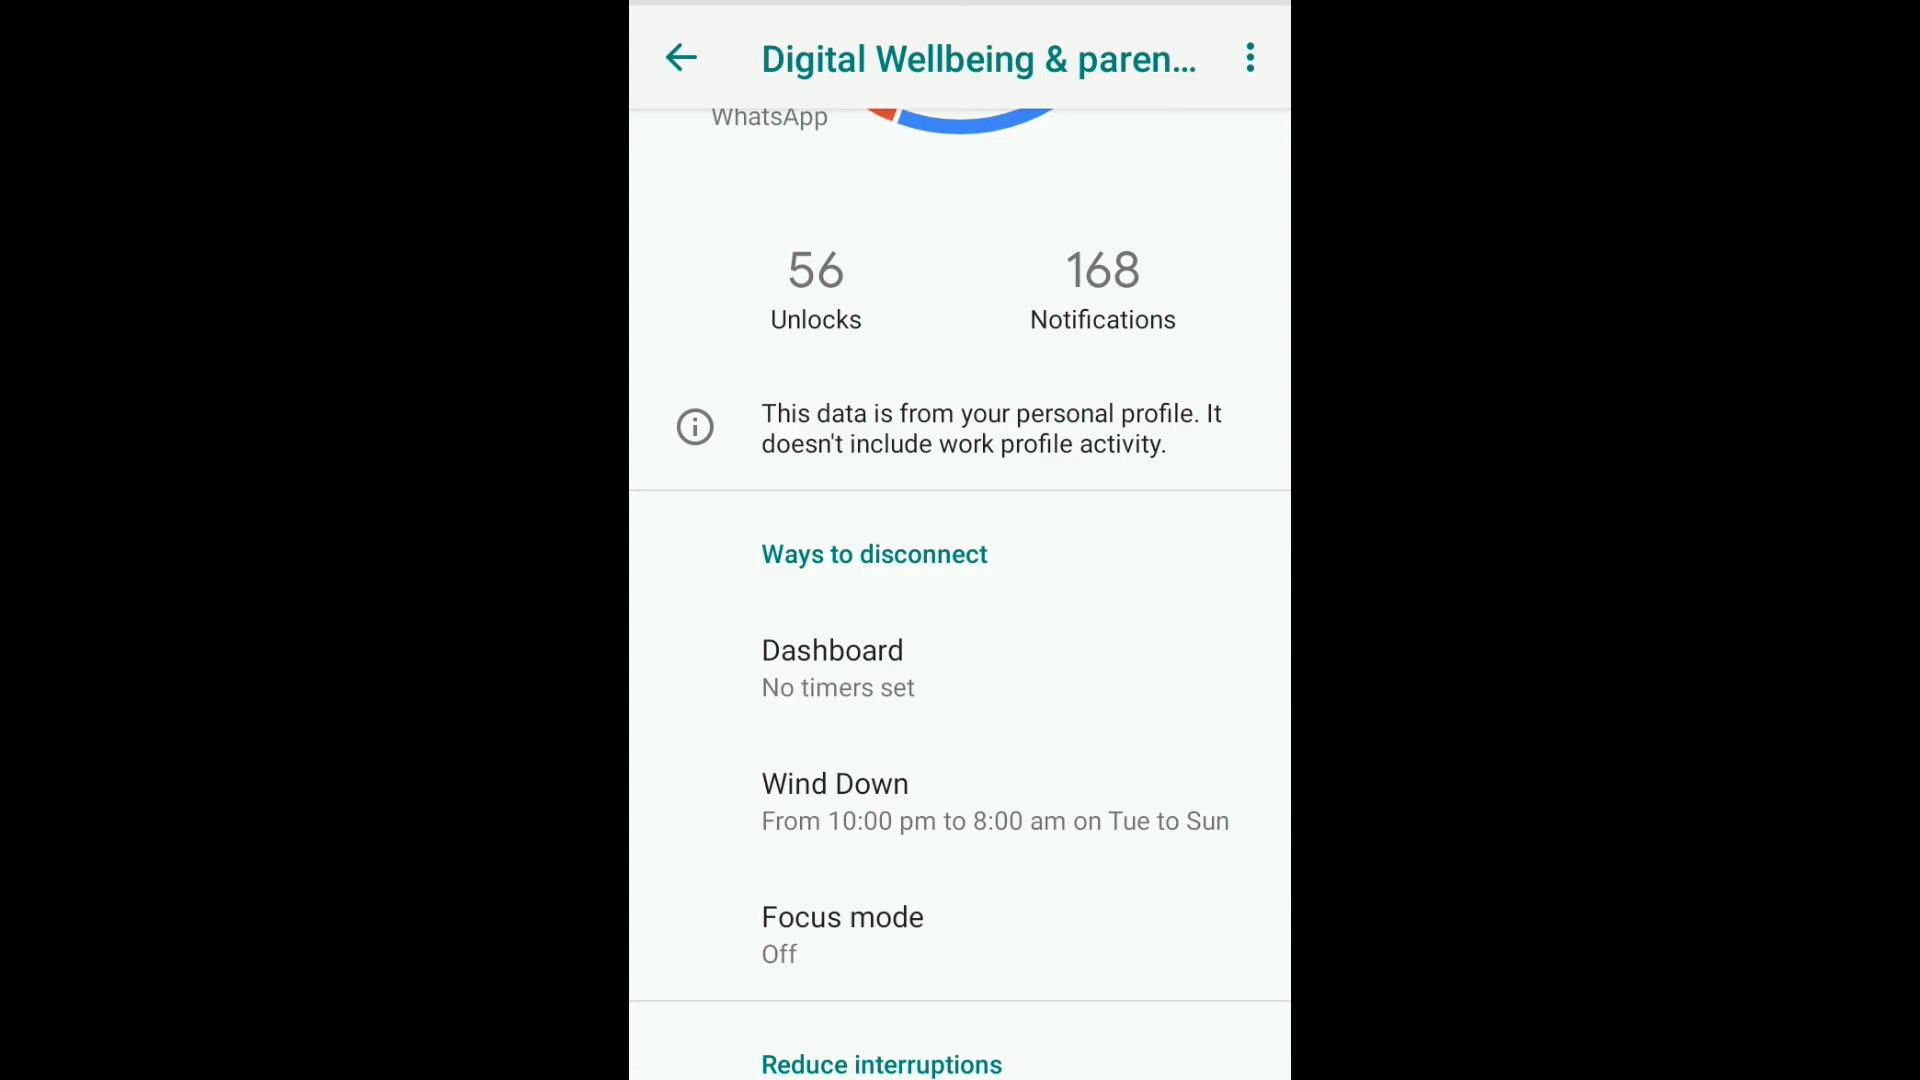 Digital Wellbeing & paren...
WhatsApp
56
Unlocks
168
Notifications
This data is from your personal profile. It
doesn't include work profile activity.
Ways to disconnect
Dashboard
No timers set
Wind Down
From 10:00 pm to 8:00 am on Tue to Sun
Focus mode
Off
Reduce interruptions